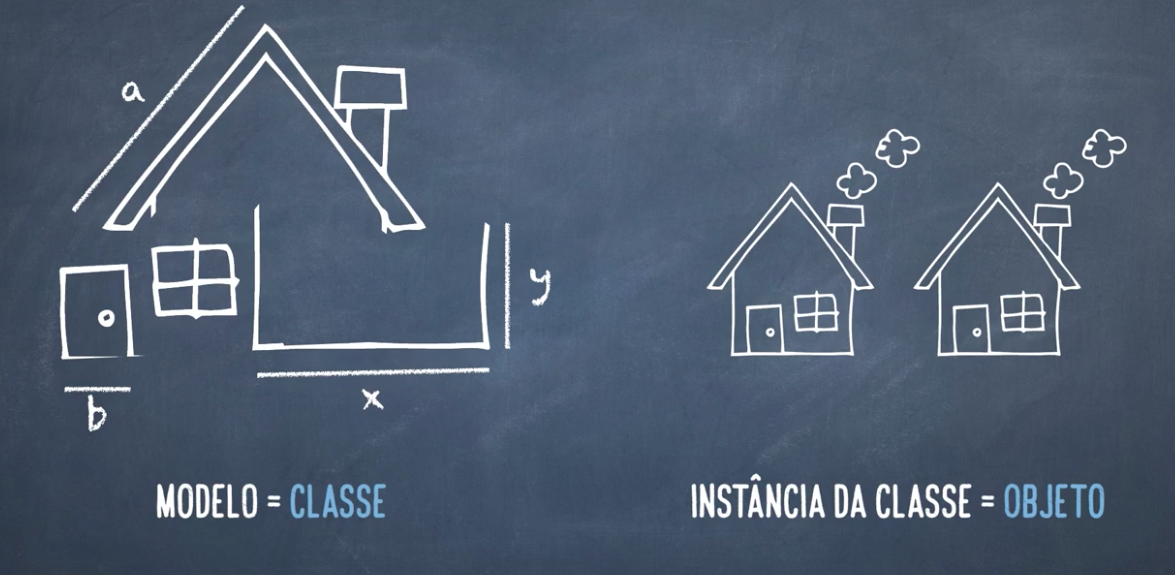 a
b
x
y
MODELO = CLASSE
INSTÂNCIA DA CLASSE = OBJETO